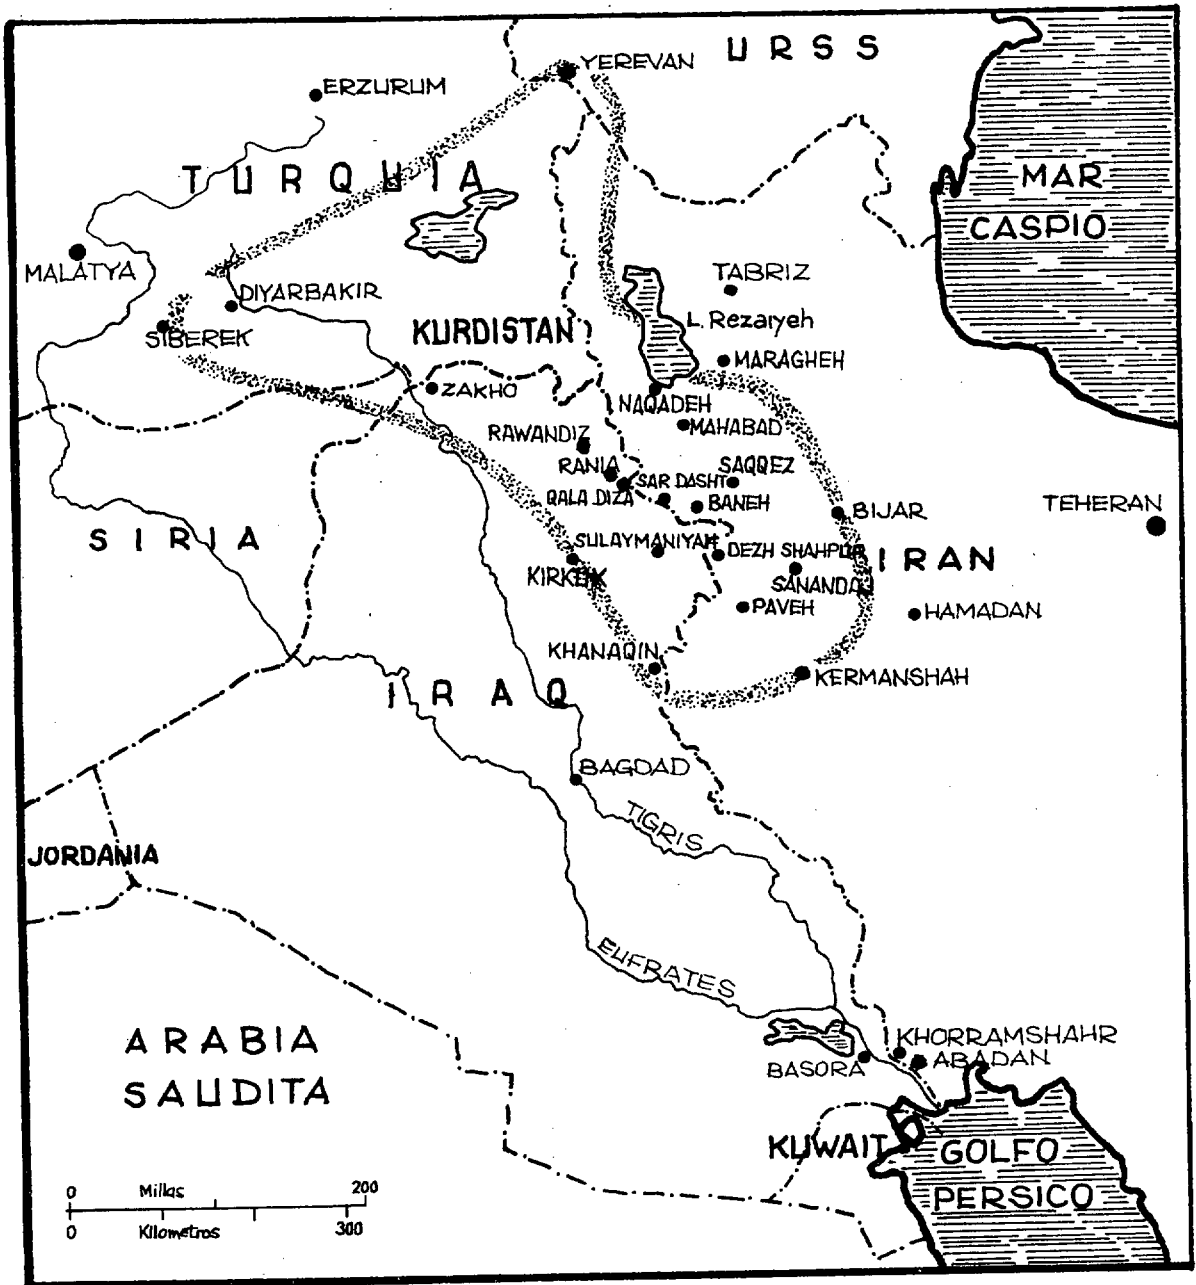 URSS
YEREVAN
ERZURUM
TURQUIA
MAR
CASPIO
MALATYA
DIYARBAKIR
SIBEREK
TABRIZ
L. Rezaiyeh
KURDISTAN
MARAGHEH
ZAKHO
NAQADEH
MAHABAD
RAWANDIZ
RANIA
SAQQEZ
SAR DASHT
QALA DIZA
BANEH
TEHERAN
BIJAR
SIRIA
SULAYMANIYAH
DEZH SHAHPUR
IRAN
KIRKUK
SANANDAJ
PAVEH
HAMADAN
KHANAQIN
KERMANSHAH
IRAQ
BAGDAD
TIGRIS
JORDANIA
EUFRATES
ARABIA
SAUDITA
KHORRAMSHAHR
ABADAN
BASORA
KUWAIT
GOLFO
PERSICO
0 Millas 200
0 Kilometros 300